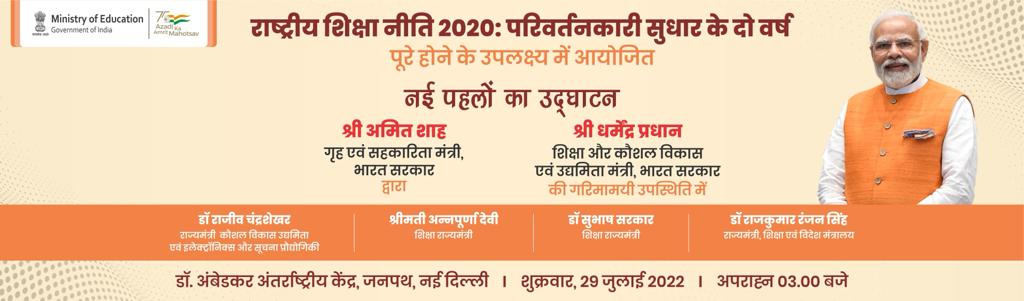 Ministry of Education
Government of India
Azadi Ka
Amrit Mahotsav
राष्ट्रीय शिक्षा नीति 2020: परिवर्तनकारी सुधार के दो वर्ष
पूरे होने के उपलक्ष्य में आयोजित
नई पहलों का उद्घाटन
श्री अमित शाह
गृह एवं सहकारिता मंत्री,
भारत सरकार
द्वारा
श्री धर्मेंद्र प्रधान
शिक्षा और कौशल विकास
एवं उद्यमिता मंत्री, भारत सरकार
की गरिमामयी उपस्थिति में
डॉ राजीव चंद्रशेखर
राज्यमंत्री कौशल विकास उद्यमिता
एवं इलेक्ट्रॉनिक्स और सूचना प्रौद्योगिकी
श्रीमती अन्नपूर्णा देवी
शिक्षा राज्यमंत्री
डॉ सुभाष सरकार
शिक्षा राज्यमंत्री
डॉ राजकुमार रंजन सिंह
राज्यमंत्री, शिक्षा एवं विदेश मंत्रालय
डॉ. अंबेडकर अंतर्राष्ट्रीय केंद्र, जनपथ, नई दिल्ली । शुक्रवार, 29 जुलाई 2022 । अपराह्न 03.00 बजे